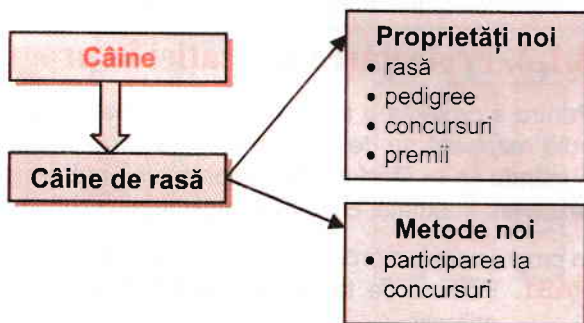 Câine
Câine de rasă
Proprietăți noi
• rasă
• pedigree
• concursuri
• premii
Metode noi
• participarea la
concursuri